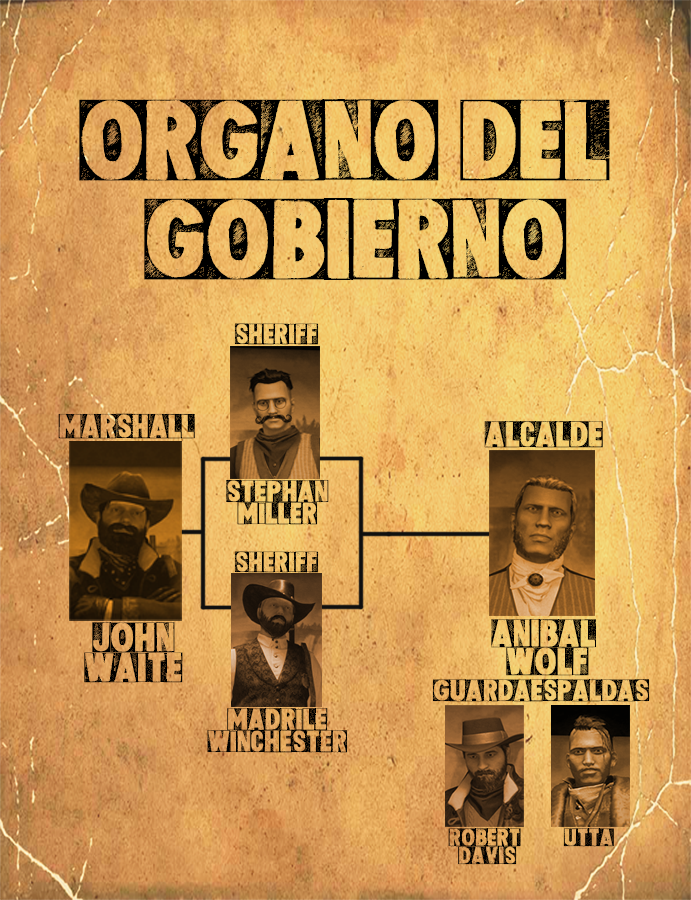 ORGANO DEL
GOBIERNO
SHERIFF
STEPHAN
MILLER
MARSHALL
JOHN
WAITE
SHERIFF
MADRILE
WINCHESTER
ALCALDE
ANIBAL
WOLF
GUARDAESPALDAS
ROBERT
DAVIS
UTTA